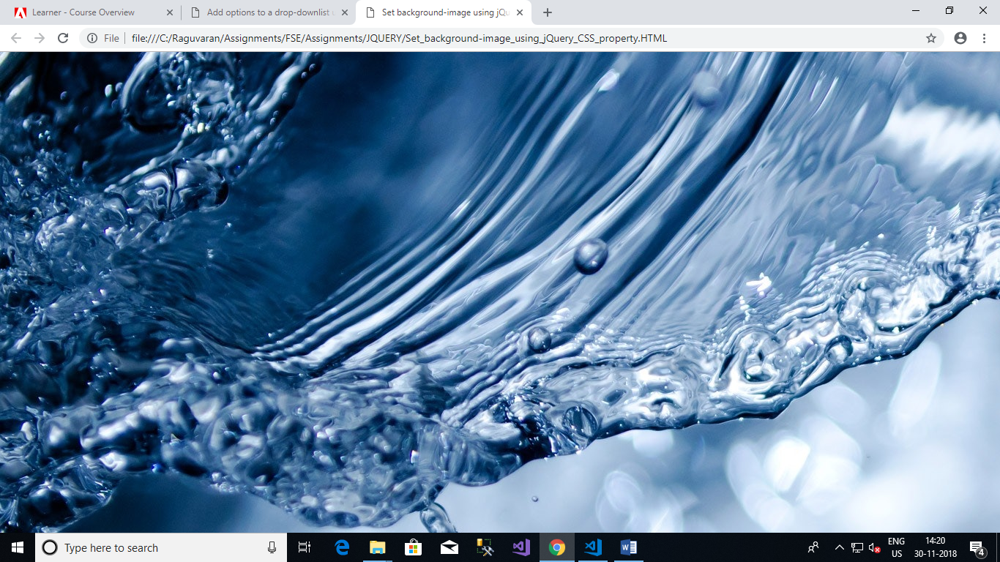 Learner - Course Overview
Add options to a drop-downlist
Set background-image using jQu
File
file:///C:/Raguvaran/Assignments/FSE/Assignments/JQUERY/Set_background-image_using_jQuery_CSS_property.HTML
Type here to search
ENG
US
14:20
30-11-2018
4